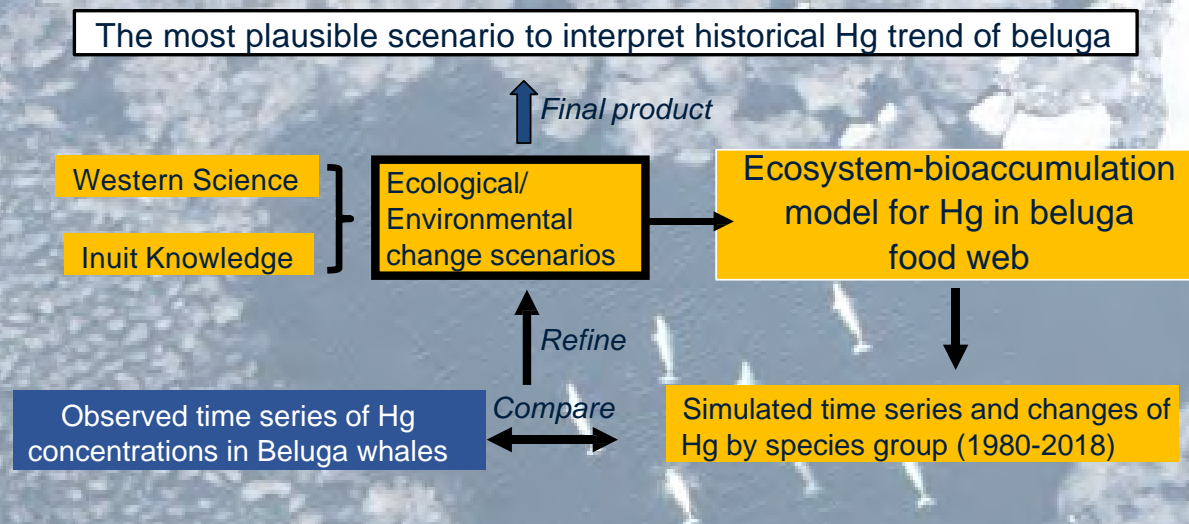 The most plausible scenario to interpret historical Hg trend of beluga
Final product
Western Science
Inuit Knowledge
Ecological/
Environmental
change scenarios
Ecosystem-bioaccumulation
model for Hg in beluga
food web
Refine
Observed time series of Hg
concentrations in Beluga whales
Compare
Simulated time series and changes of
Hg by species group (1980-2018)